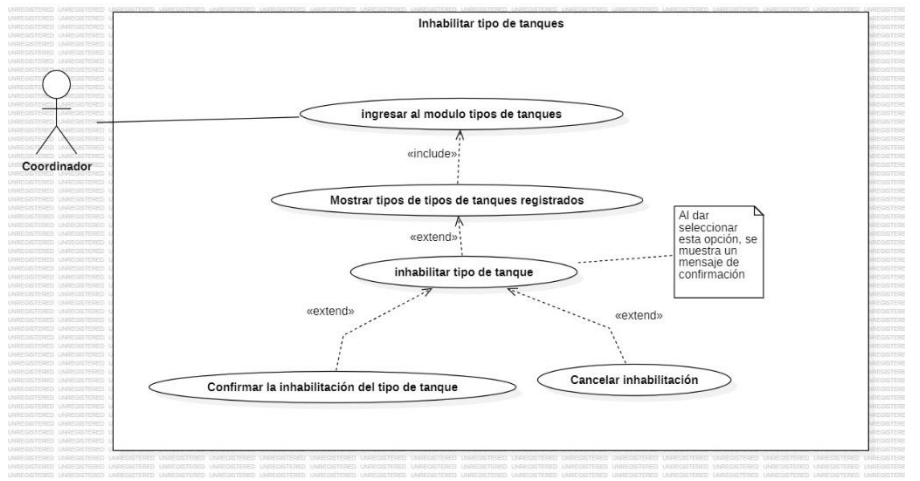 Inhabilitar tipo de tanques
ingresar al modulo tipos de tanques
Coordinador
«include»
Mostrar tipos de tipos de tanques registrados
«extend»
Al dar
seleccionar
esta opción, se
muestra un
mensaje de
confirmación
inhabilitar tipo de tanque
«extend»
«extend»
Confirmar la inhabilitación del tipo de tanque
Cancelar inhabilitación
UNREGISTERED